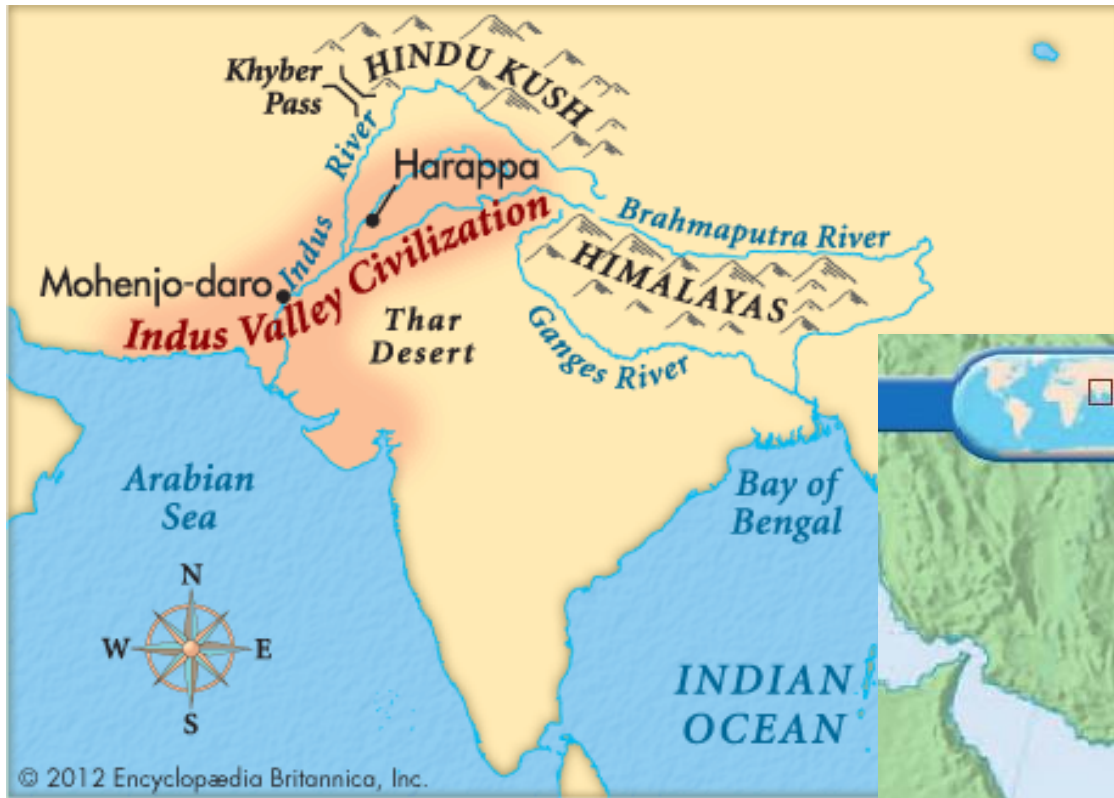 Khyber
Pass
HINDU KUSH
River
Harappa
Indus
Mohenjo-daro
Indus Valley Civilization
Brahmaputra River
HIMALAYAS
Thar
Desert
Ganges River
Arabian
Sea
Bay of
Bengal
N
W
E
S
INDIAN
OCEAN
© 2012 Encyclopædia Britannica, Inc.